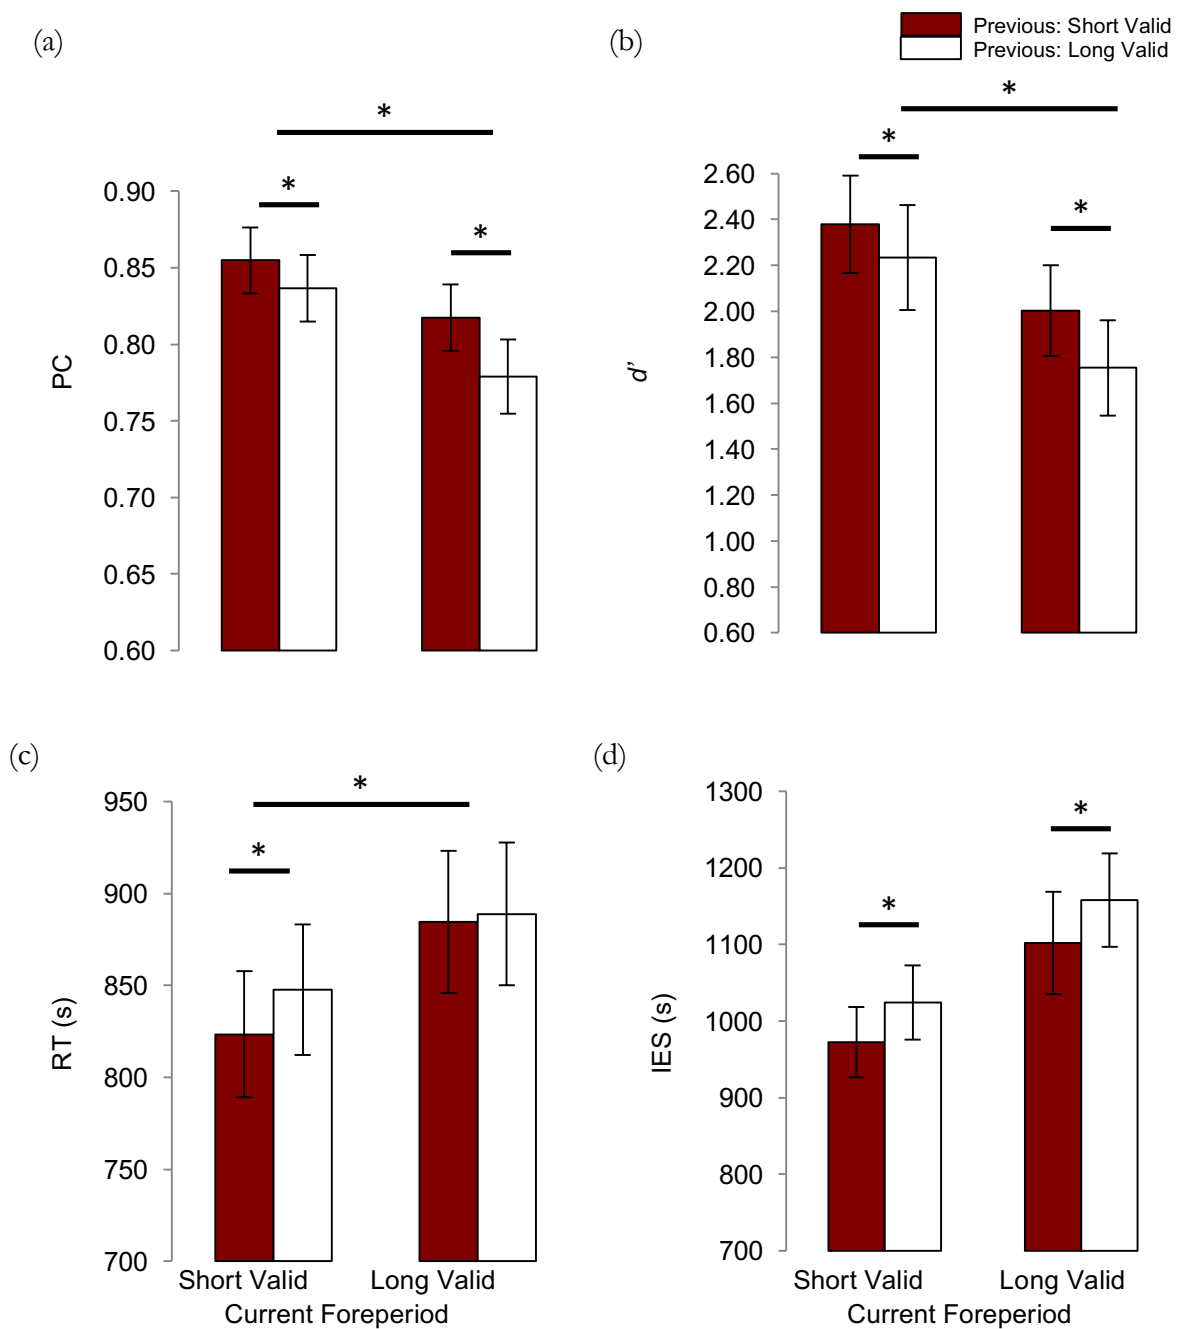 (a)
(b)
Previous: Short Valid
Previous: Long Valid
*
*
*
PC
0.90
0.85
0.80
0.75
0.70
0.65
0.60
*
*
*
d’
2.60
2.40
2.20
2.00
1.80
1.60
1.40
1.20
1.00
0.80
0.60
(c)
*
*
RT (s)
950
900
850
800
750
700
Short Valid
Long Valid
Current Foreperiod
(d)
*
*
IES (s)
1300
1200
1100
1000
900
800
700
Short Valid
Long Valid
Current Foreperiod